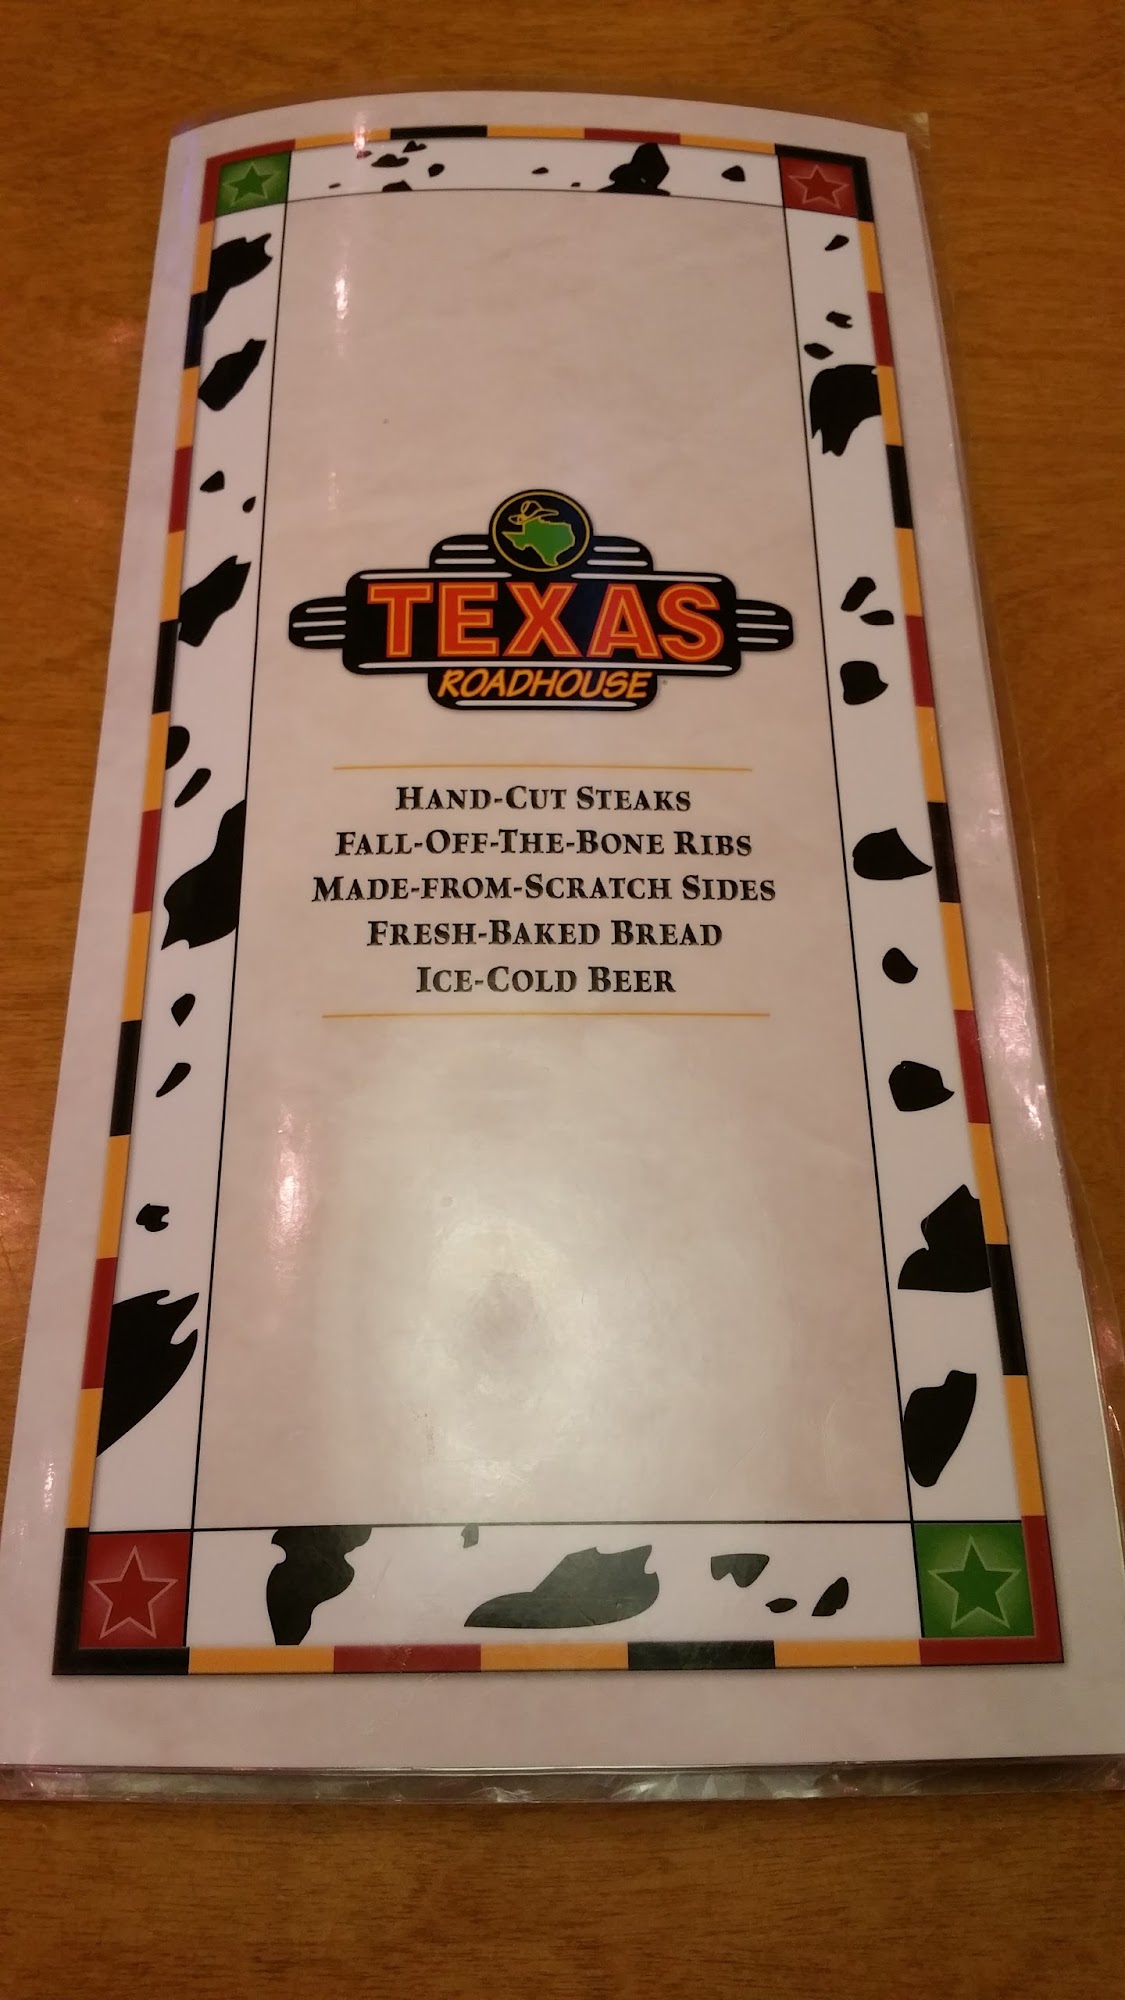 TEXAS
ROADHOUSE
HAND-CUT STEAKS
FALL-OFF-THE-BONE RIBS
MADE-FROM-SCRATCH SIDES
FRESH-BAKED BREAD
ICE-COLD BEER